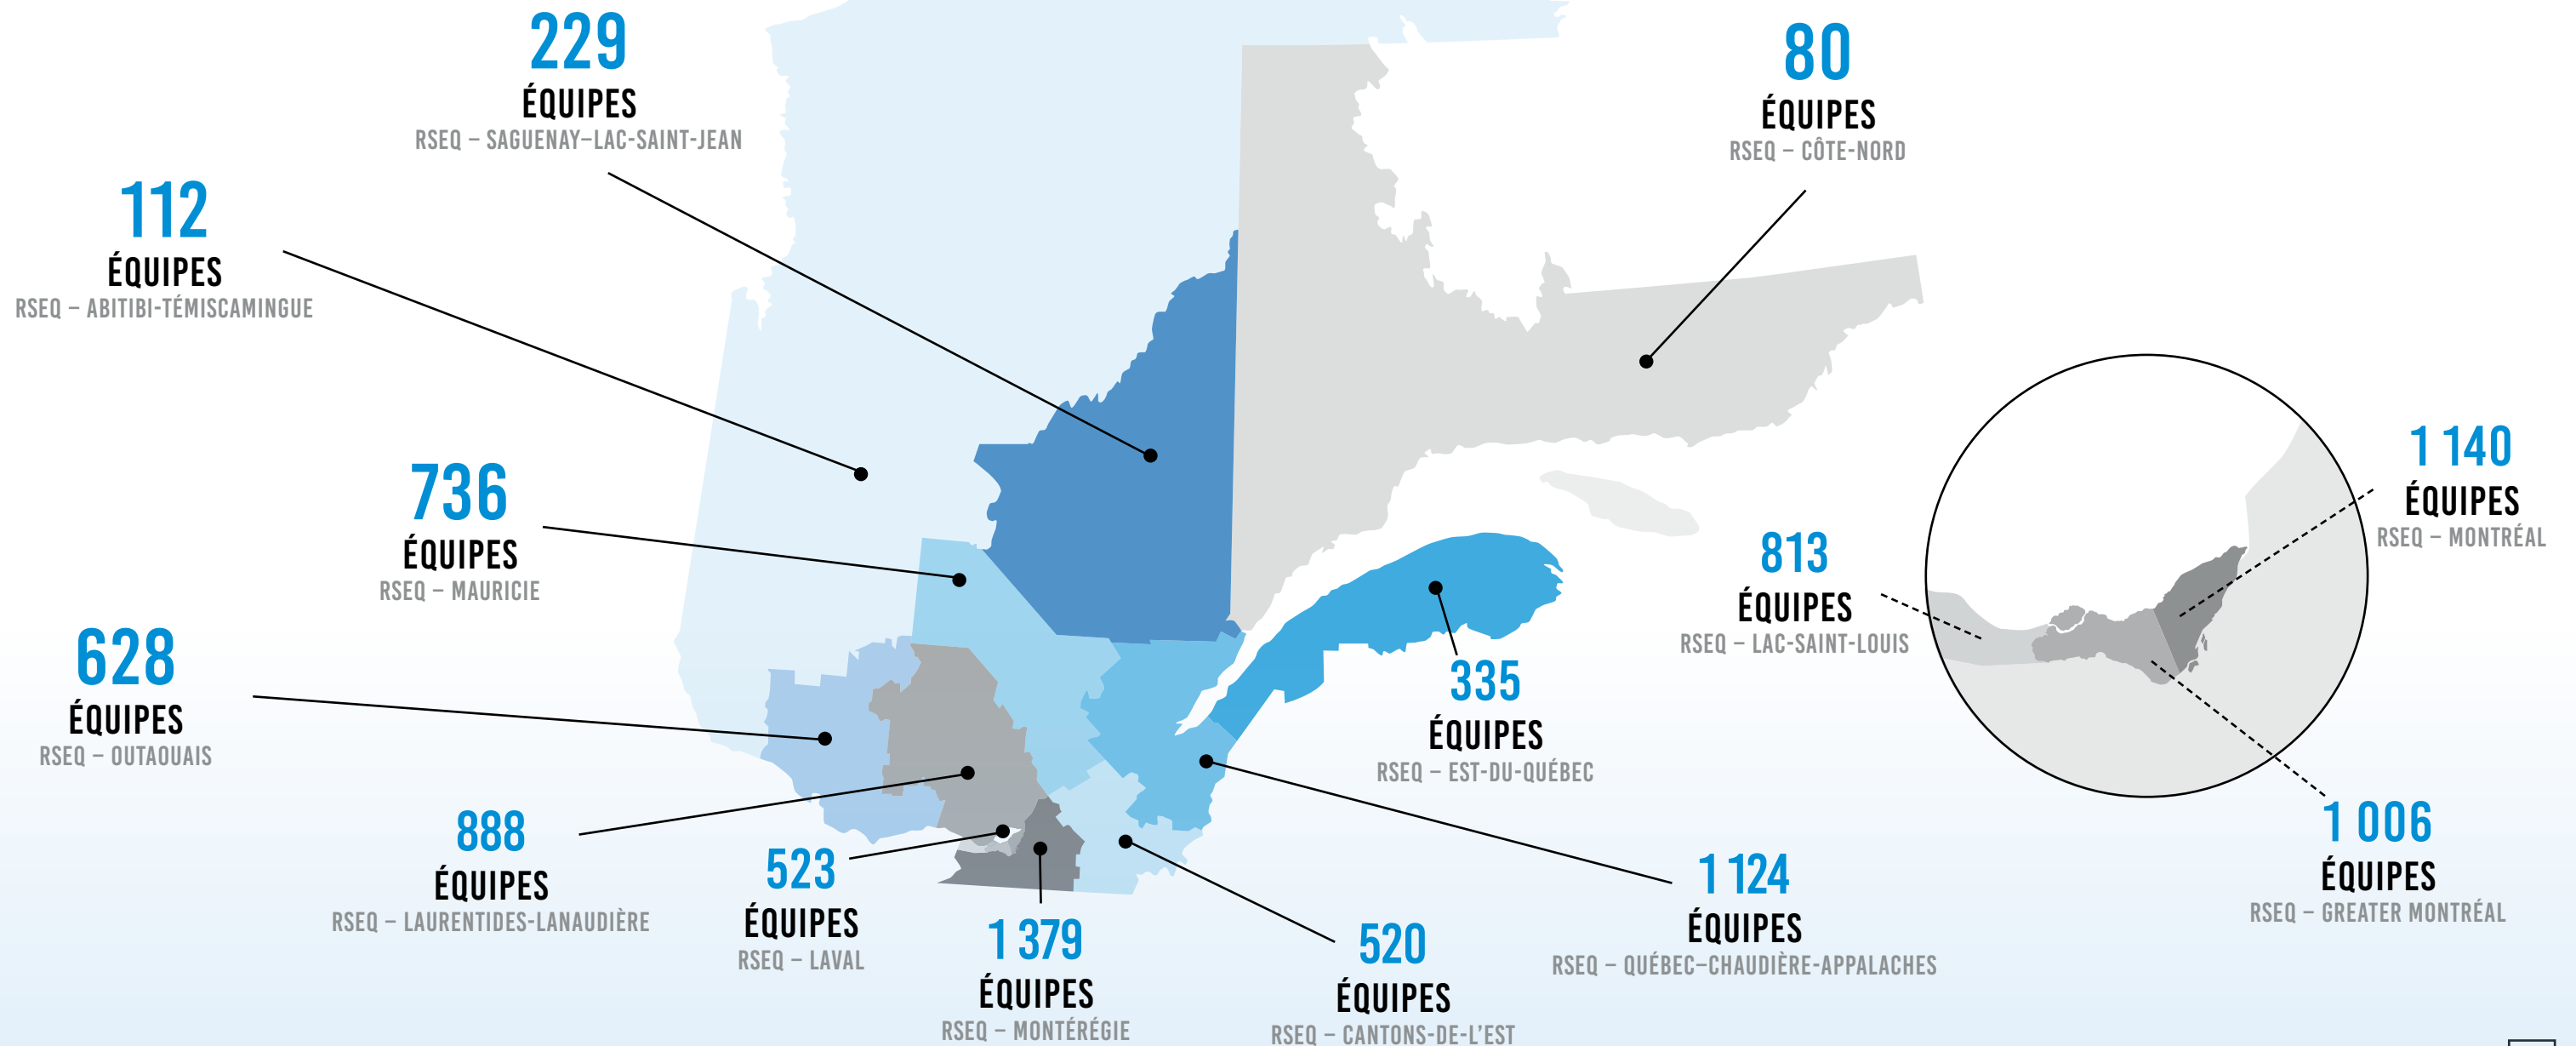 229
ÉQUIPES
RSEQ – SAGUENAY–LAC-SAINT-JEAN
80
ÉQUIPES
RSEQ – CÔTE-NORD
112
ÉQUIPES
RSEQ – ABITIBI-TÉMISCAMINGUE
736
ÉQUIPES
RSEQ – MAURICIE
1 140
ÉQUIPES
RSEQ – MONTRÉAL
813
ÉQUIPES
RSEQ – LAC-SAINT-LOUIS
628
ÉQUIPES
RSEQ – OUTAOUAIS
335
ÉQUIPES
RSEQ – EST-DU-QUÉBEC
888
ÉQUIPES
RSEQ – LAURENTIDES-LANAUDIÈRE
523
ÉQUIPES
RSEQ – LAVAL
1 379
ÉQUIPES
RSEQ – MONTÉRÉGIE
520
ÉQUIPES
RSEQ – CANTONS-DE-L'EST
1 124
ÉQUIPES
RSEQ – QUÉBEC–CHAUDIÈRE-APPALACHES
1 006
ÉQUIPES
RSEQ – GREATER MONTRÉAL